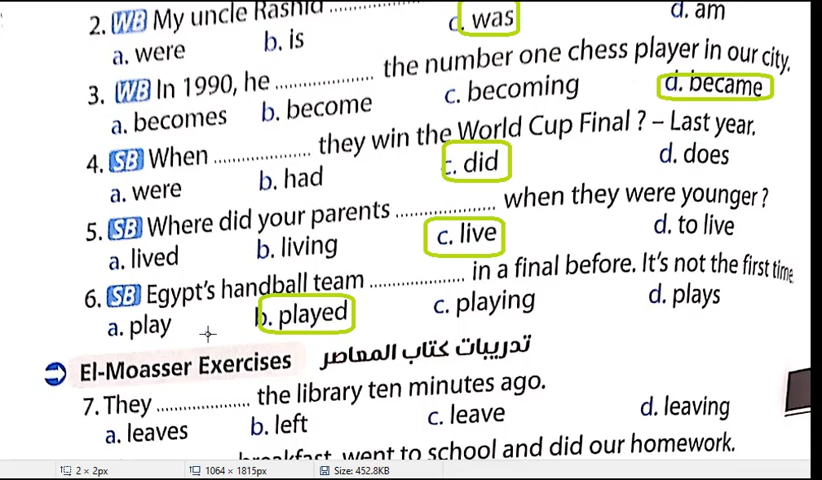 2. WB My uncle Rashid ....................
a. were b. is c. was d. am
3. WB In 1990, he .................... the number one chess player in our city.
a. becomes b. become c. becoming d. became
4. SB When .................... they win the World Cup Final ? – Last year.
a. were b. had c. did d. does
5. SB Where did your parents .................... when they were younger ?
a. lived b. living c. live d. to live
6. SB Egypt's handball team .................... in a final before. It's not the first time
a. play b. played c. playing d. plays
El-Moasser Exercises تدريبات كتاب المعاصر
7. They .................... the library ten minutes ago.
a. leaves b. left c. leave d. leaving
breakfast, went to school and did our homework.
2 × 2px 1064 × 1815px Size: 452.8KB